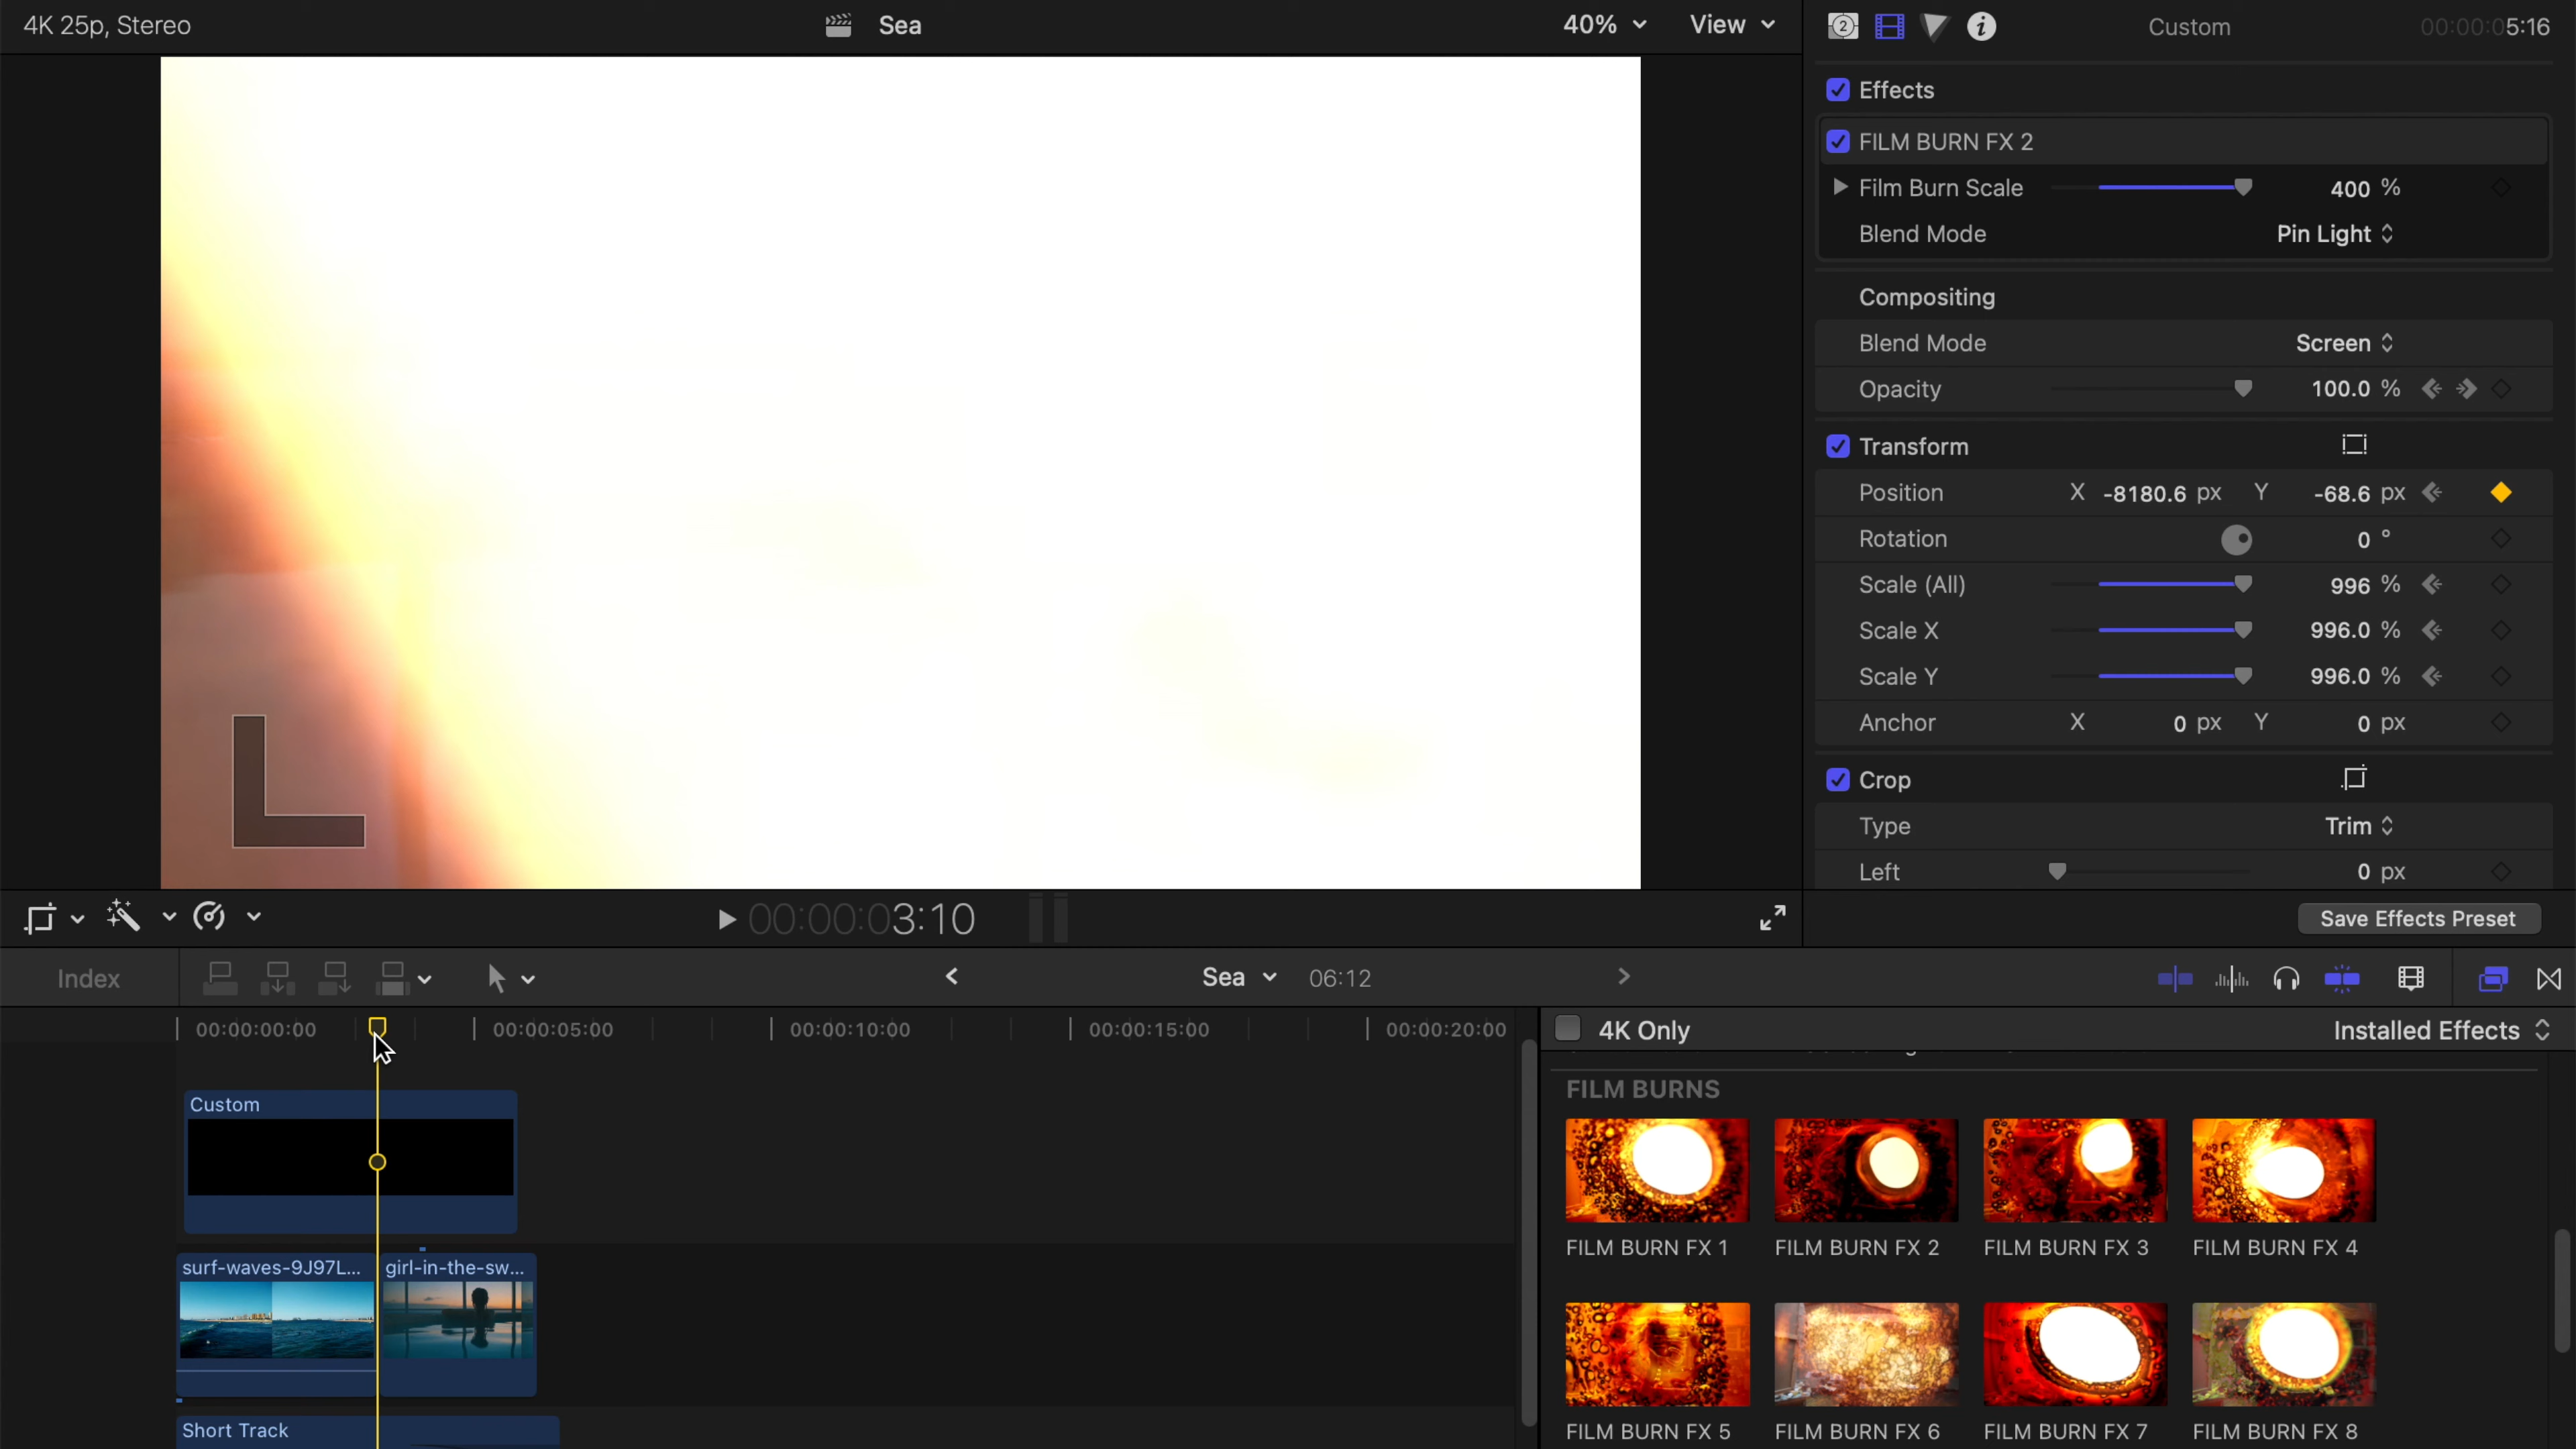 4K 25p, Stereo
Sea
40%
View
2
i
Custom
00:00:05:16
Effects
FILM BURN FX 2
Film Burn Scale 400 %
Blend Mode Pin Light
Compositing
Blend Mode Screen
Opacity 100.0 %
Transform
Position X -8180.6 px Y -68.6 px
Rotation 0 °
Scale (All) 996 %
Scale X 996.0 %
Scale Y 996.0 %
Anchor X 0 px Y 0 px
Crop
Type Trim
Left 0 px
L
00:00:03:10
Save Effects Preset
Index
Sea
06:12
00:00:00:00
00:00:05:00
00:00:10:00
00:00:15:00
00:00:20:00
4K Only
Installed Effects
Custom
FILM BURNS
FILM BURN FX 1
FILM BURN FX 2
FILM BURN FX 3
FILM BURN FX 4
surf-waves-9J97L...
girl-in-the-sw...
FILM BURN FX 5
FILM BURN FX 6
FILM BURN FX 7
FILM BURN FX 8
Short Track